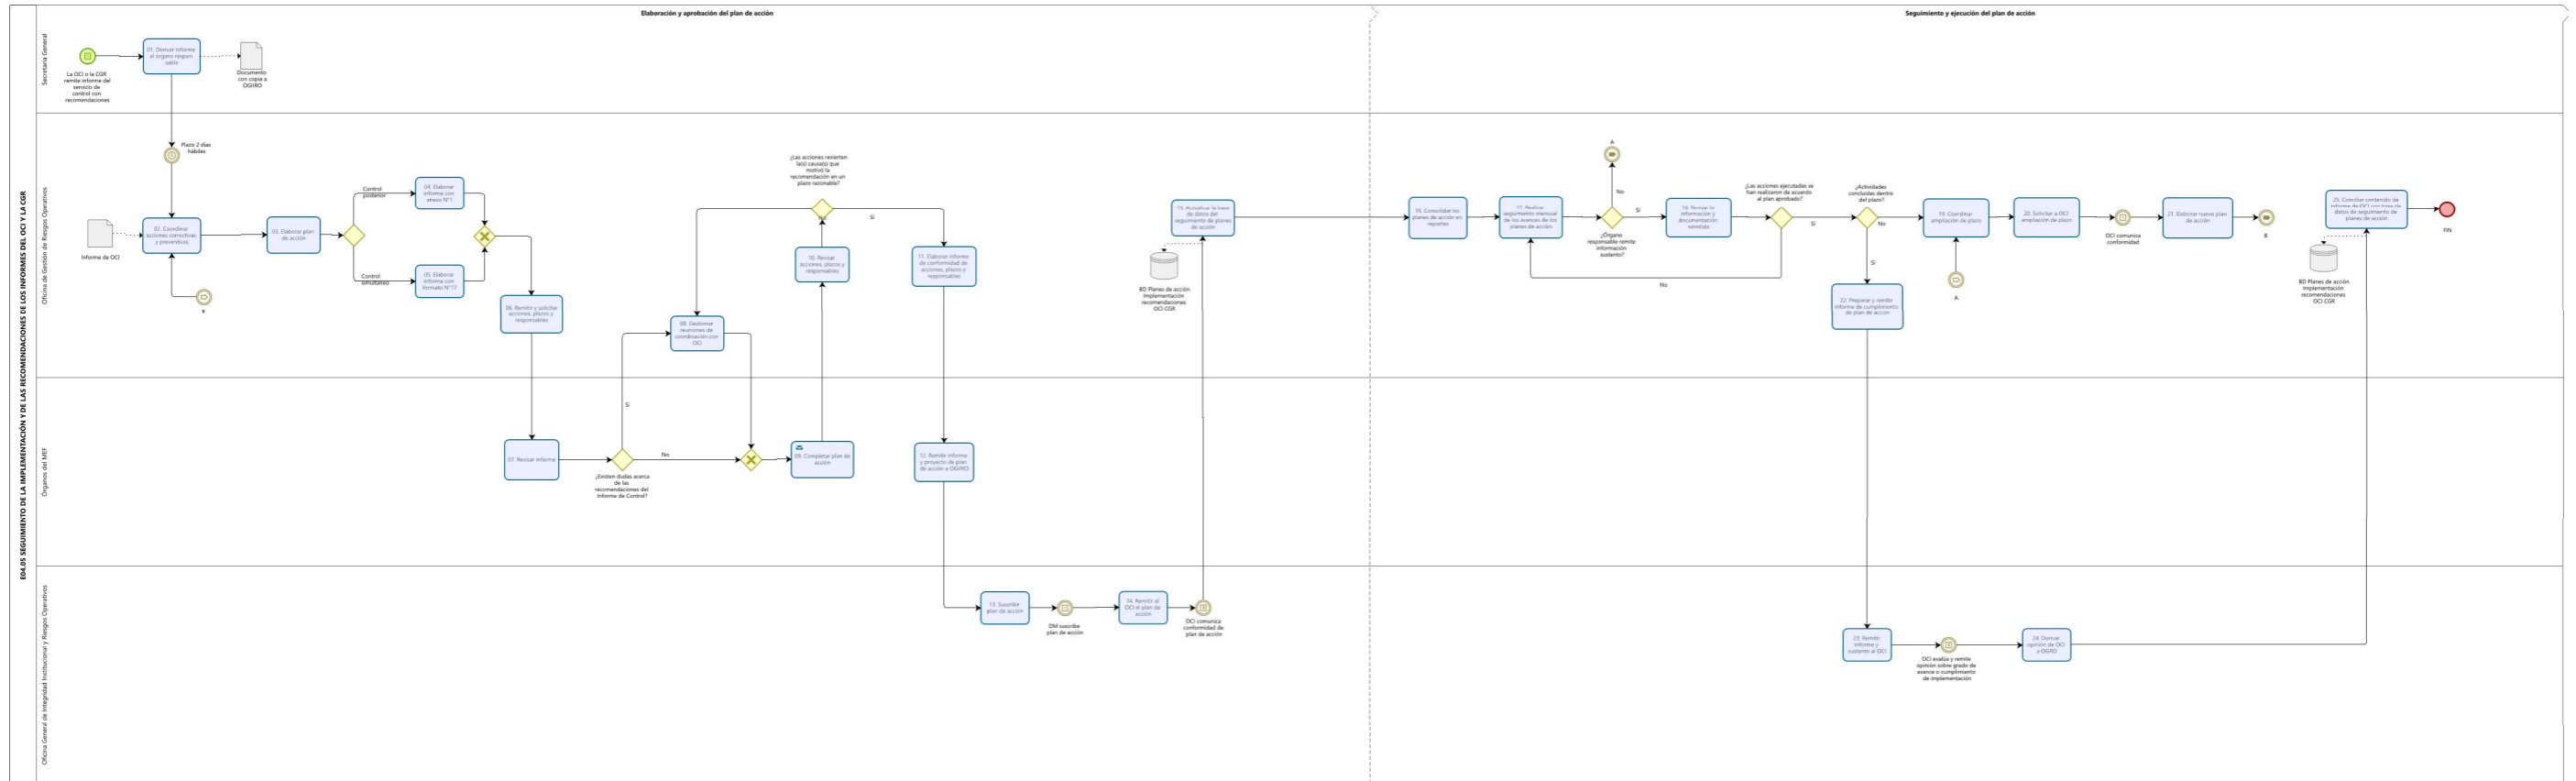 E04.05 SEGUIMIENTO DE LA IMPLEMENTACIÓN Y DE LAS RECOMENDACIONES DE LOS INFORMES DEL OCI Y LA CGR
Elaboración y aprobación del plan de acción
Seguimiento y ejecución del plan de acción
Secretaría General
La OCI o la CGR
remite informe del
servicio de
control con
recomendaciones
01. Derivar informe
al órgano respon
sable
Documento
con copia a
OGIIRO
Oficina de Gestión de Riesgos Operativos
Plazo 2 días
hábiles
Informe da OCI
02. Coordinar
acciones correctivas
y preventivas
B
03. Elaborar plan
de acción
Control
posterior
Control
simultáneo
04. Elaborar
informe con
anexo N°1
05. Elaborar
informe con
formato N°17
06. Remitir y solicitar
acciones, plazos y
responsables
08. Gestionar
reuniones de
coordinación con
OCI
¿Las acciones revierten
la(s) causa(s) que
motivó la
recomendación en un
plazo razonable?
No
Sí
10. Revisar
acciones, plazos y
responsables
11. Elaborar informe
de conformidad de
acciones, plazos y
responsables
15. Actualizar la base
de datos del
seguimiento de planes
de acción
BD Planes de acción
Implementación
recomendaciones
OCI CGR
16. Consolidar los
planes de acción en
reportes
17. Realizar
seguimiento mensual
de los avances de los
planes de acción
A
No
Sí
¿Órgano
responsable remite
información
sustanto?
18. Revisar la
información y
documentación
remitida
¿Las acciones ejecutadas se
han realizaron de acuerdo
al plan aprobado?
Sí
No
¿Actividades
concluidas dentro
del plazo?
No
Sí
19. Coordinar
ampliación de plazo
A
20. Solicitar a OCI
ampliación de plazo
OCI comunica
conformidad
21. Elaborar nuevo plan
de acción
B
22. Preparar y remitir
informe de cumplimiento
de plan de acción
25. Conciliar contenido de
informe de OCI con base de
datos de seguimiento de
planes de acción
BD Planes de acción
Implementación
recomendaciones
OCI CGR
FIN
Órganos del MEF
07. Revisar informe
Sí
No
¿Existen dudas acerca
de las
recomendaciones del
Informe de Control?
09. Completar plan de
acción
12. Remitir informe
y proyecto de plan
de acción a OGIIRO
Oficina General de Integridad Institucional y Riesgos Operativos
13. Suscribir
plan de acción
DM suscribe
plan de acción
14. Remitir al
OCI el plan de
acción
OCI comunica
conformidad de
plan de acción
23. Remitir
informe y
sustento al OCI
OCI evalúa y remite
opinión sobre grado de
avance o cumplimiento
de implementación
24. Derivar
opinión de OCI
a OGRO